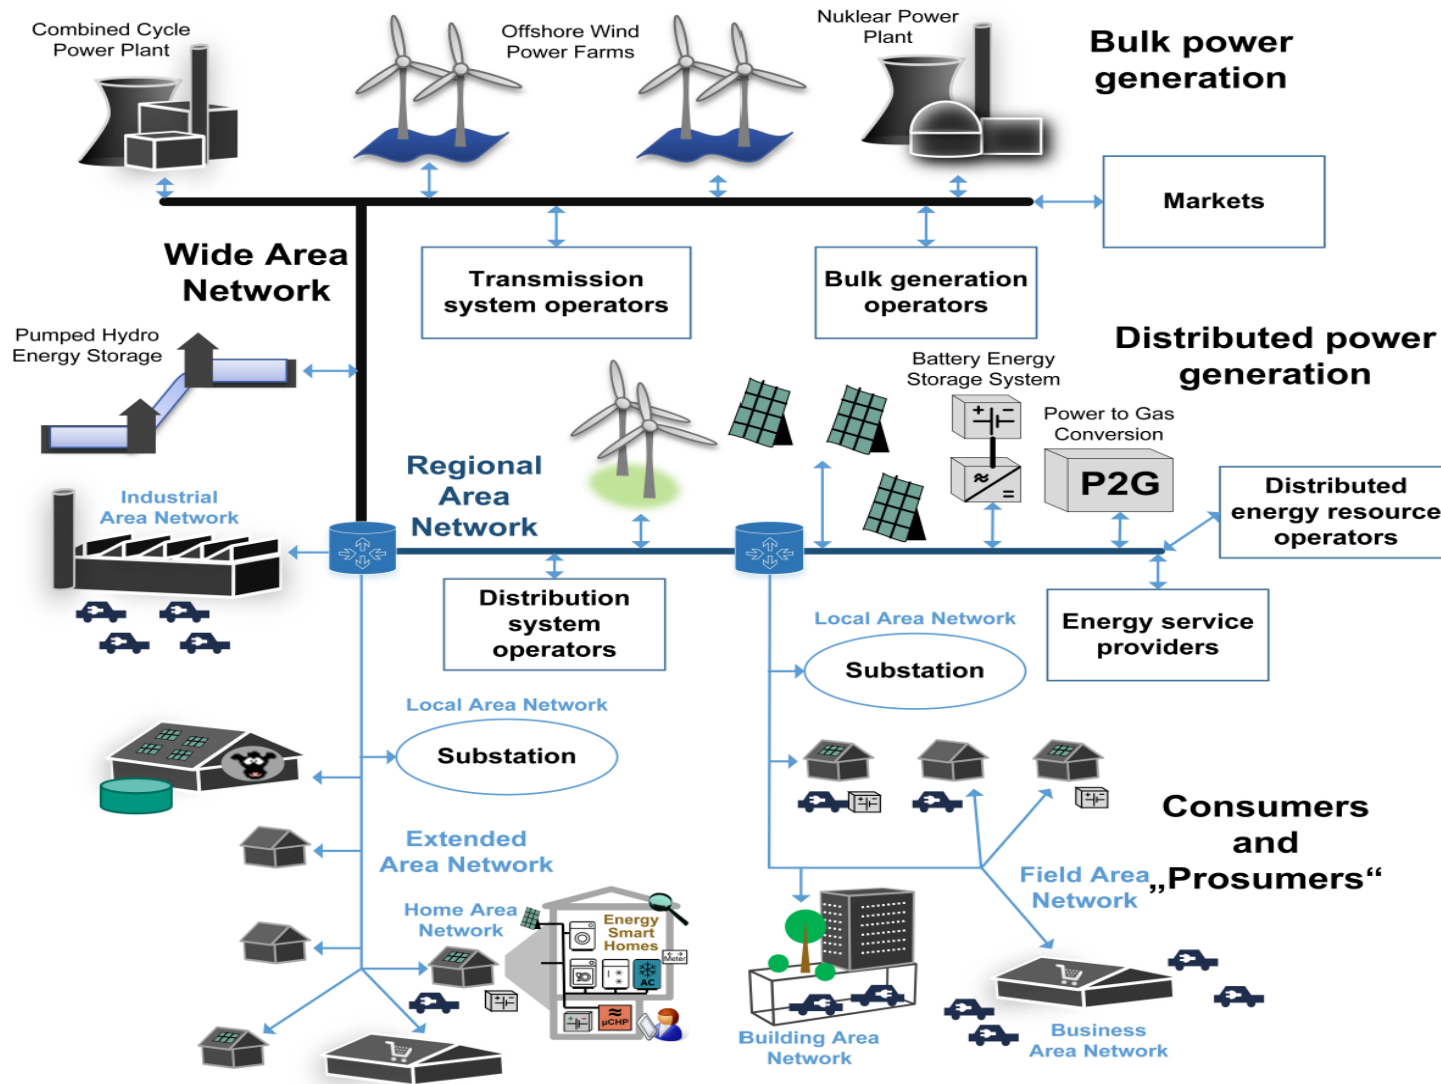 Combined Cycle
Power Plant
Offshore Wind
Power Farms
Nuklear Power
Plant
Bulk power
generation
Markets
Wide Area
Network
Transmission
system operators
Bulk generation
operators
Pumped Hydro
Energy Storage
Distributed power
generation
Battery Energy
Storage System
Power to Gas
Conversion
P2G
Regional
Area
Network
Industrial
Area Network
Distributed
energy resource
operators
Distribution
system
operators
Energy service
providers
Local Area Network
Substation
Local Area Network
Substation
Extended
Area Network
Consumers
and
„Prosumers“
Field Area
Network
Home Area
Network
Energy
Smart
Homes
Meter
AC
µCHP
Building Area
Network
Business
Area Network